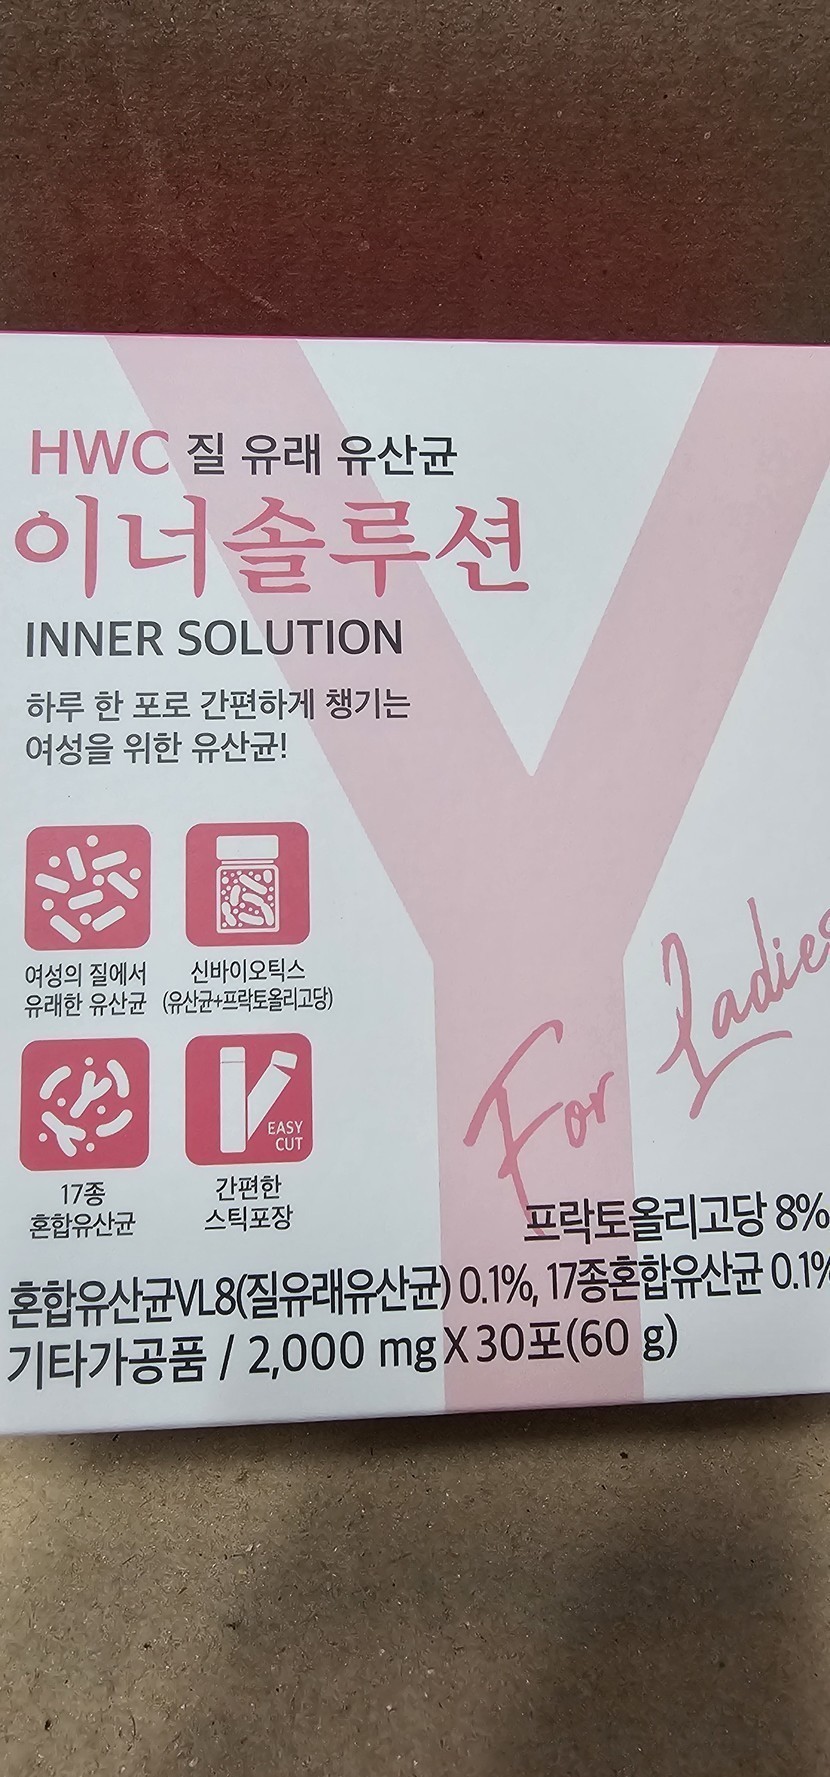 HWC 질 유래 유산균
이너솔루션
INNER SOLUTION
하루 한 포로 간편하게 챙기는
여성을 위한 유산균!
여성의 질에서
유래한 유산균
신바이오틱스
(유산균+프락토올리고당)
17종
혼합유산균
EASY
CUT
간편한
스틱포장
For Ladies
프락토올리고당 8%
혼합유산균VL8(질유래유산균) 0.1%, 17종혼합유산균 0.1%
기타가공품 / 2,000 mg X 30포(60 g)